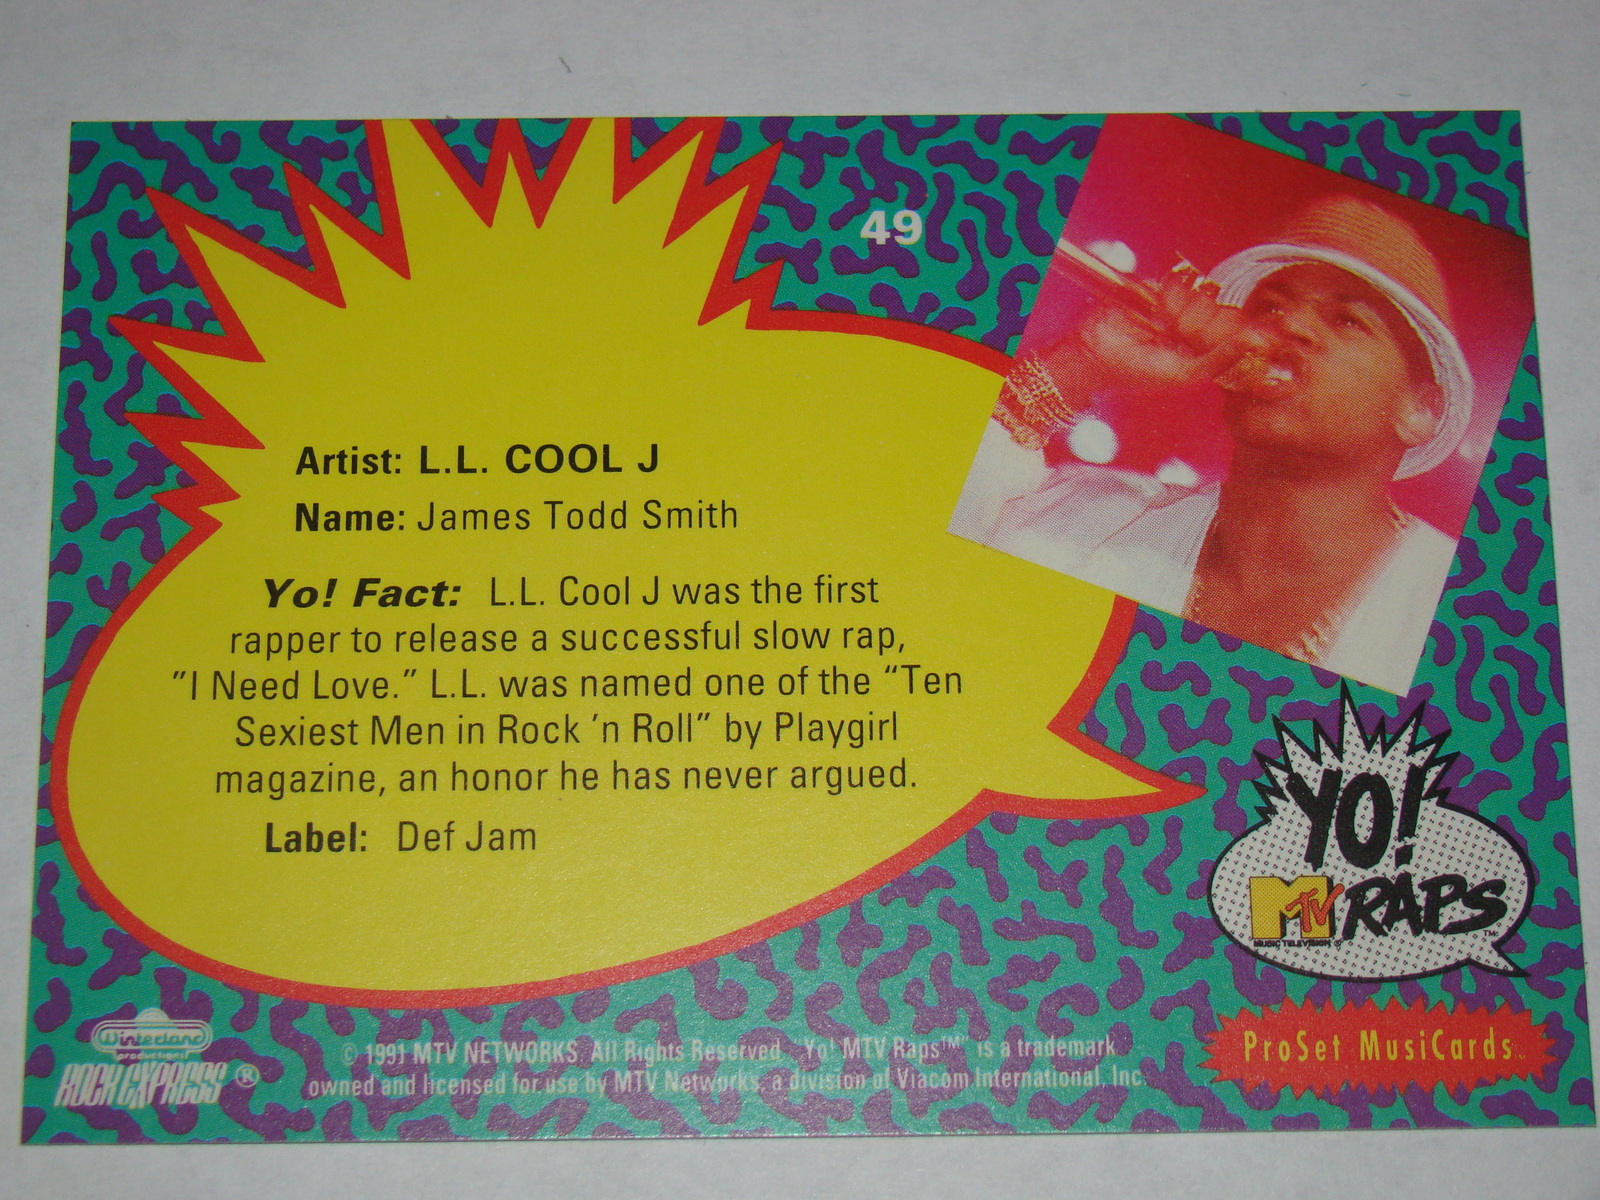 49
Artist: L.L. COOL J
Name: James Todd Smith
Yo! Fact: L.L. Cool J was the first
rapper to release a successful slow rap,
"I Need Love." L.L. was named one of the “Ten
Sexiest Men in Rock ’n Roll” by Playgirl
magazine, an honor he has never argued.
Label: Def Jam
YO!
MTV RAPS™
MUSIC TELEVISION ®
ProSet MusiCards
Winterland
productions
ROCK EXPRESS ®
© 1991 MTV NETWORKS. All Rights Reserved "Yo! MTV Raps™" is a trademark
owned and licensed for use by MTV Networks, a division of Viacom International, Inc.